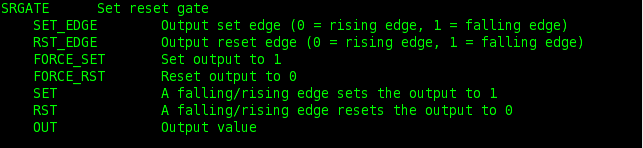 SRGATE Set reset gate
SET_EDGE Output set edge (0 = rising edge, 1 = falling edge)
RST_EDGE Output reset edge (0 = rising edge, 1 = falling edge)
FORCE_SET Set output to 1
FORCE_RST Reset output to 0
SET A falling/rising edge sets the output to 1
RST A falling/rising edge resets the output to 0
OUT Output value